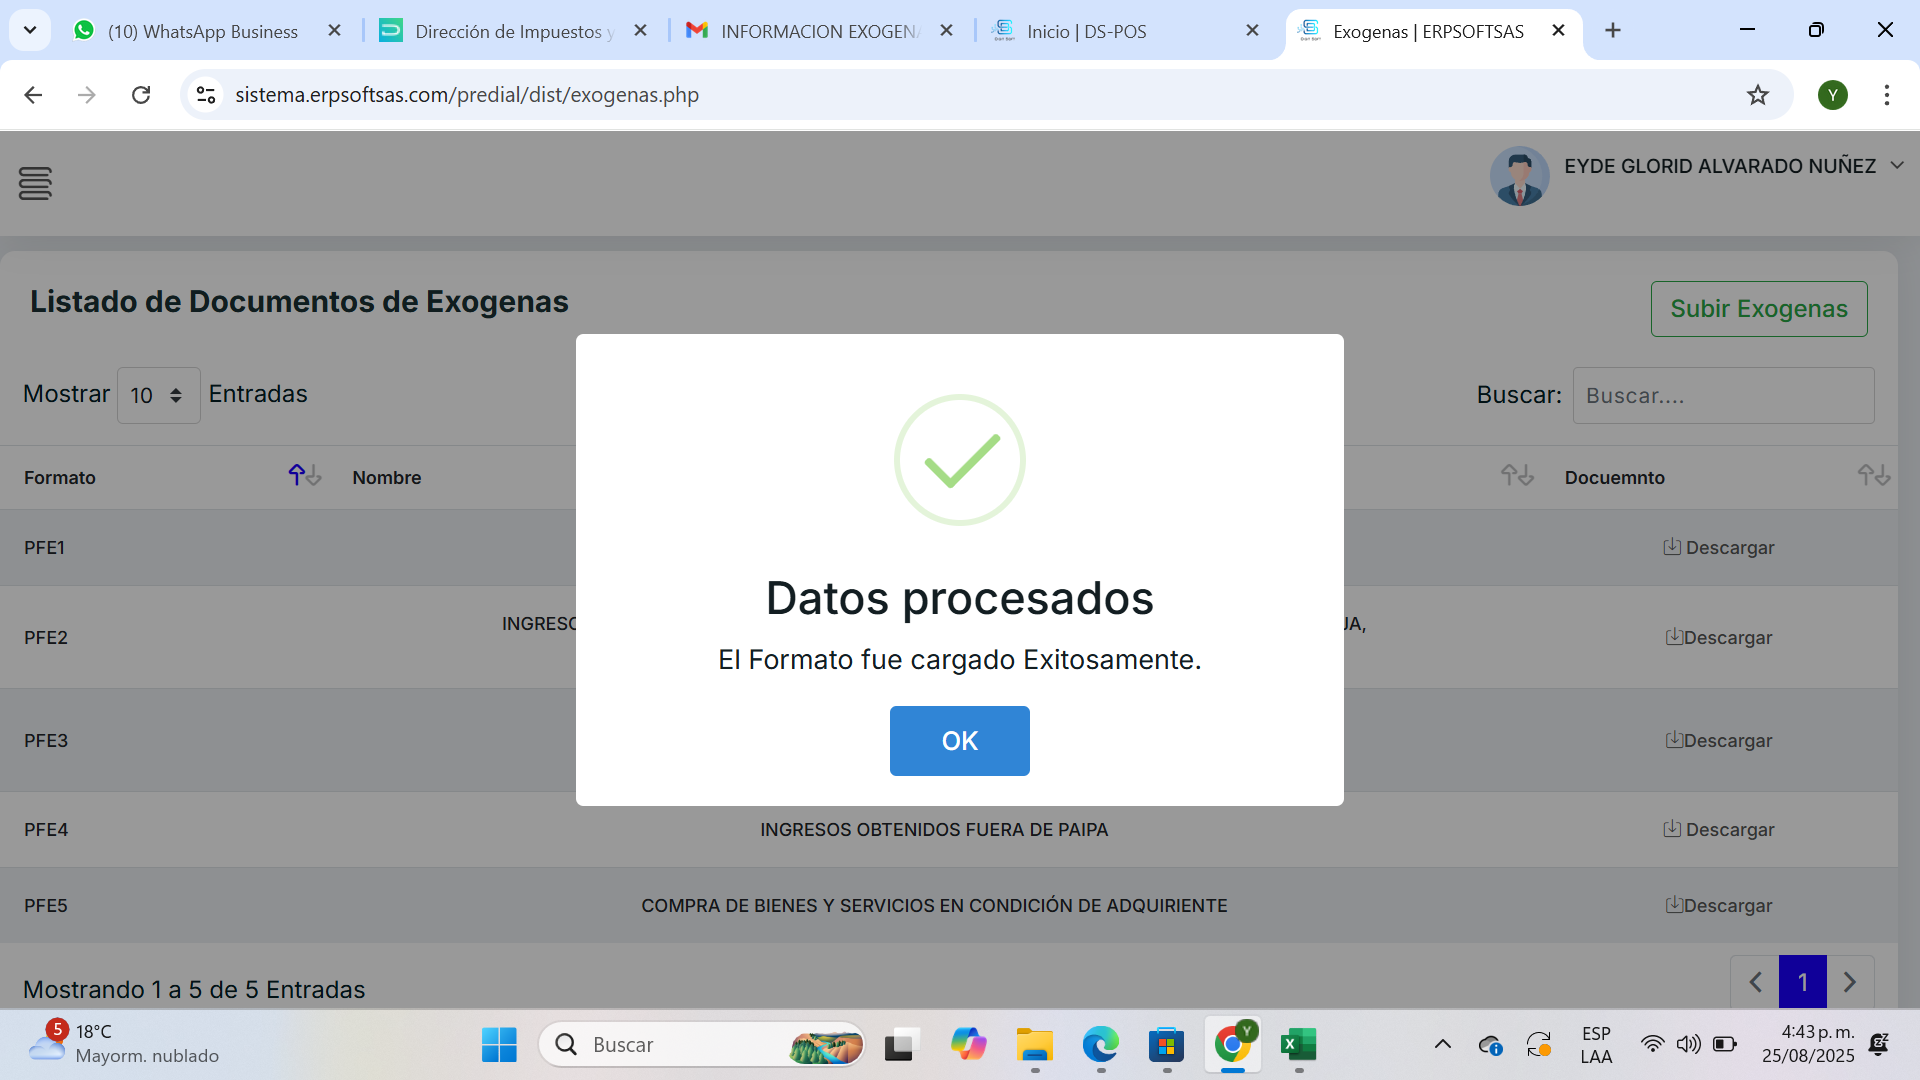 (10) WhatsApp Business
Dirección de Impuestos y
INFORMACION EXOGENA
Inicio | DS-POS
Exogenas | ERPSOFTSAS
sistema.erpsoftsas.com/predial/dist/exogenas.php
Y
EYDE GLORID ALVARADO NUÑEZ
Listado de Documentos de Exogenas
Subir Exogenas
Mostrar 10 Entradas
Buscar: Buscar....
Formato Nombre Docuemnto
PFE1 Descargar
INGRESO JA,
PFE2 Descargar
PFE3 Descargar
Datos procesados
El Formato fue cargado Exitosamente.
OK
PFE4 INGRESOS OBTENIDOS FUERA DE PAIPA Descargar
PFE5 COMPRA DE BIENES Y SERVICIOS EN CONDICIÓN DE ADQUIRIENTE Descargar
Mostrando 1 a 5 de 5 Entradas
1
5
18°C
Mayorm. nublado
Buscar
Y
X
ESP
LAA
4:43 p. m.
25/08/2025